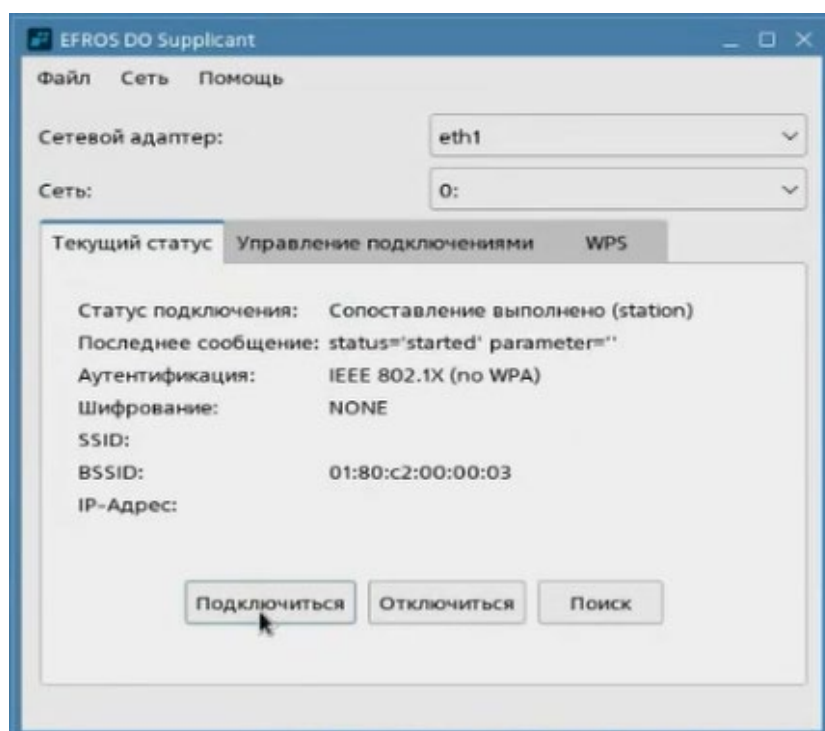 EFROS DO Supplicant
Файл Сеть Помощь
Сетевой адаптер: eth1
Сеть: 0:
Текущий статус Управление подключениями WPS
Статус подключения: Сопоставление выполнено (station)
Последнее сообщение: status='started' parameter=''
Аутентификация: IEEE 802.1X (no WPA)
Шифрование: NONE
SSID:
BSSID: 01:80:c2:00:00:03
IP-Адрес:
Подключиться Отключиться Поиск